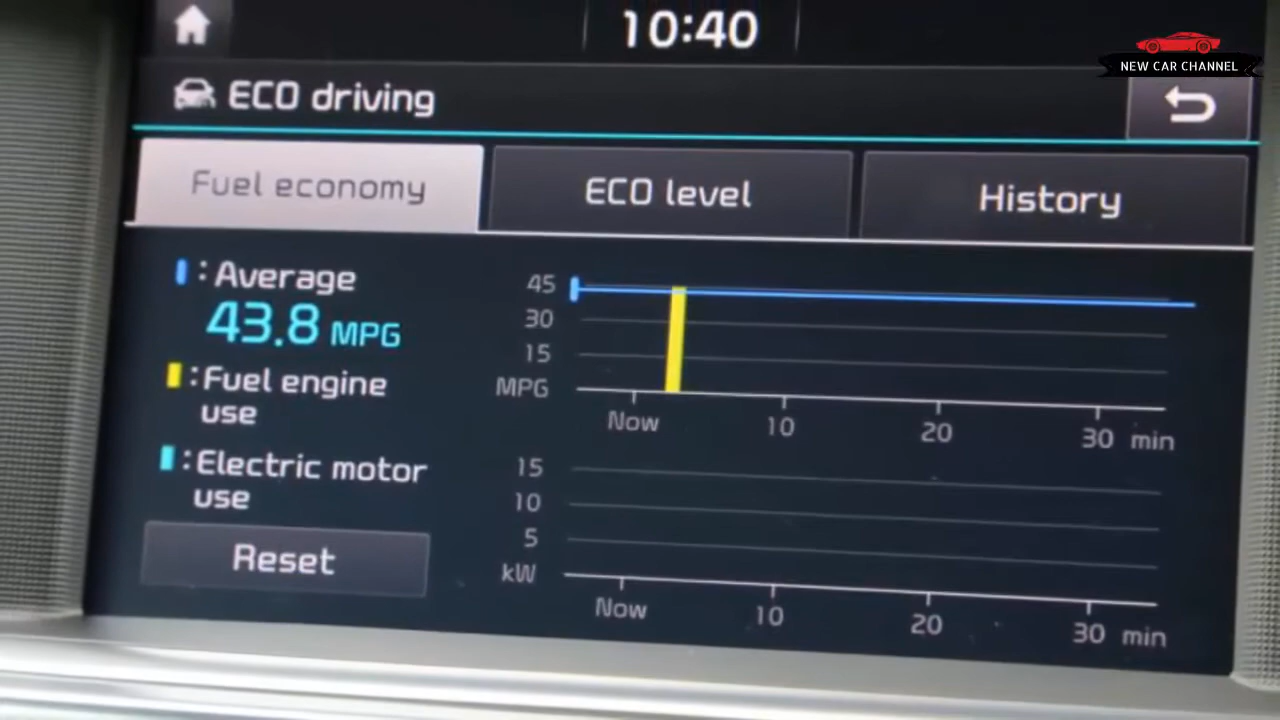 10:40
NEW CAR CHANNEL
ECO driving
Fuel economy
ECO level
History
: Average
43.8 MPG
: Fuel engine
use
: Electric motor
use
Reset
45
30
15
MPG
Now 10 20 30 min
15
10
5
kW
Now 10 20 30 min